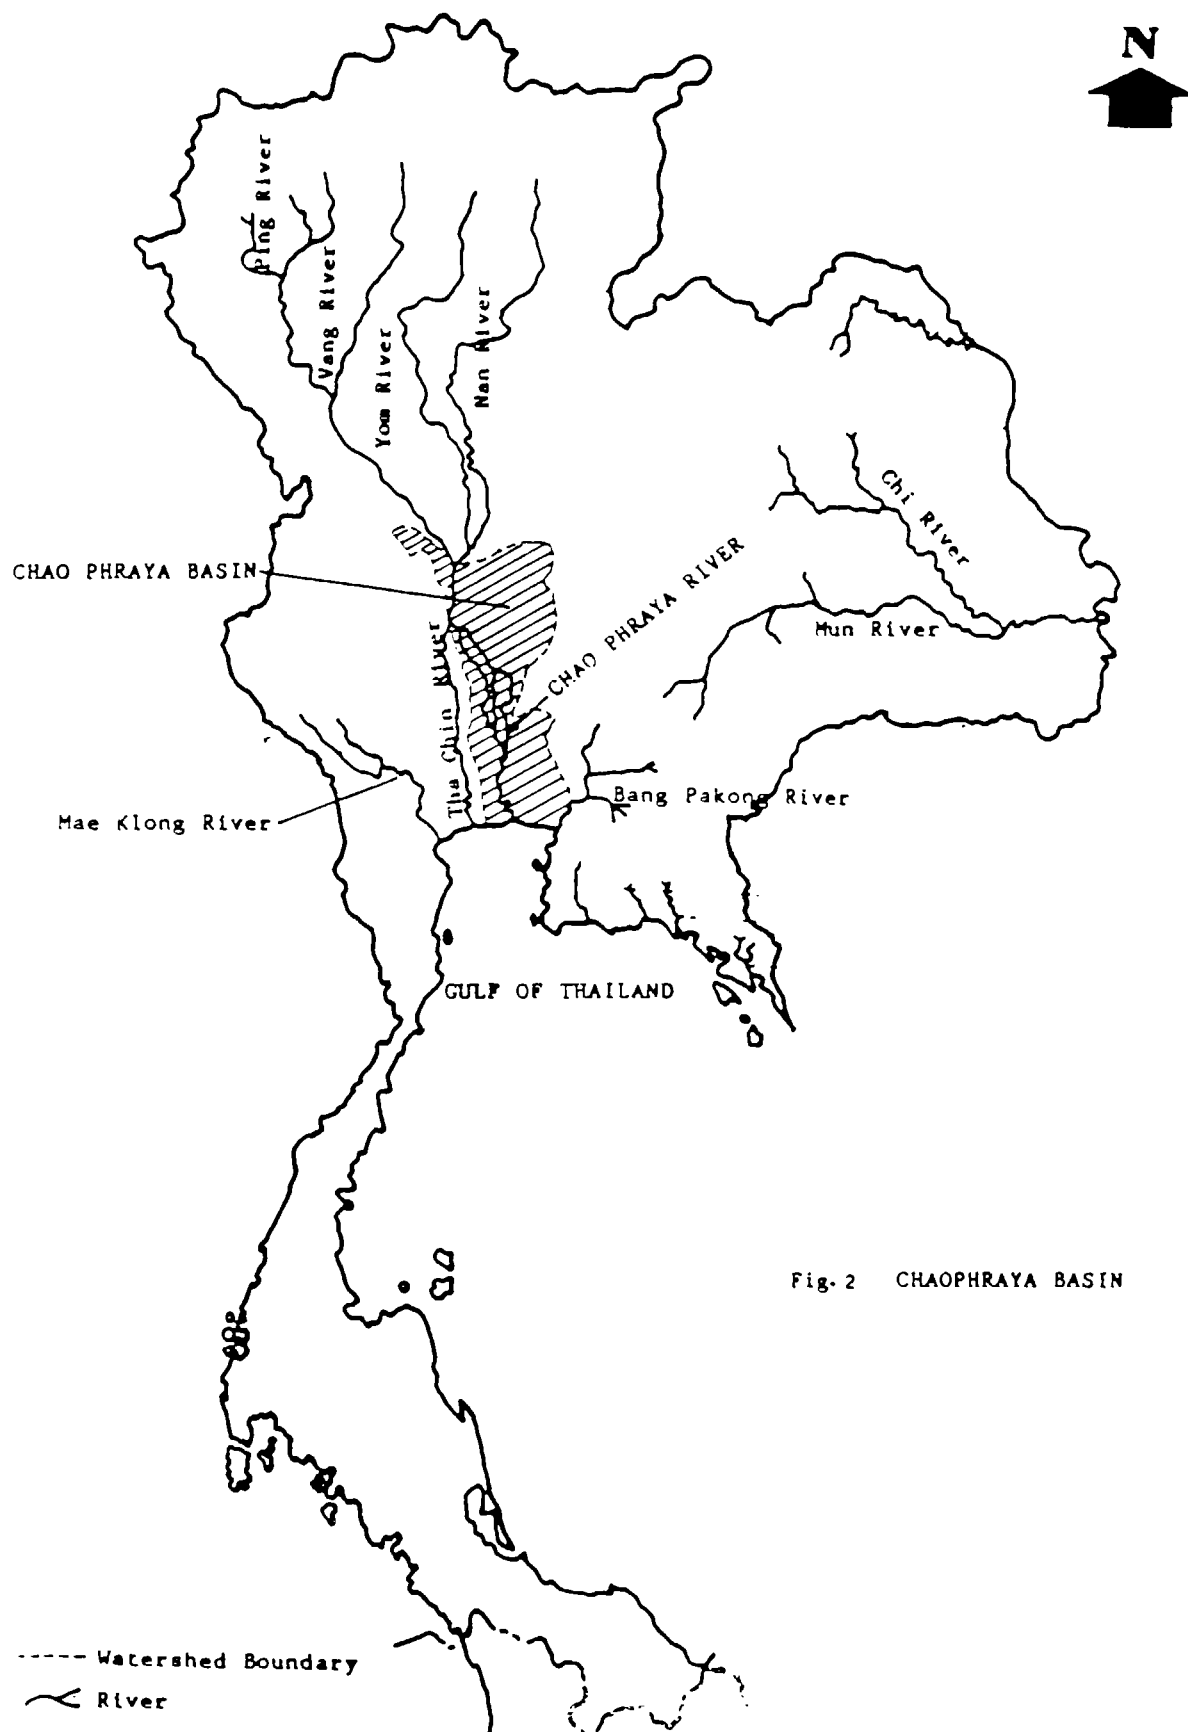 N
Ping River
Vang River
Yom River
Nan River
Chi River
CHAO PHRAYA BASIN
CHAO PHRAYA RIVER
Mun River
Tha Chin River
Bang Pakong River
Mae Klong River
GULF OF THAILAND
Fig. 2 CHAOPHRAYA BASIN
Watershed Boundary
River